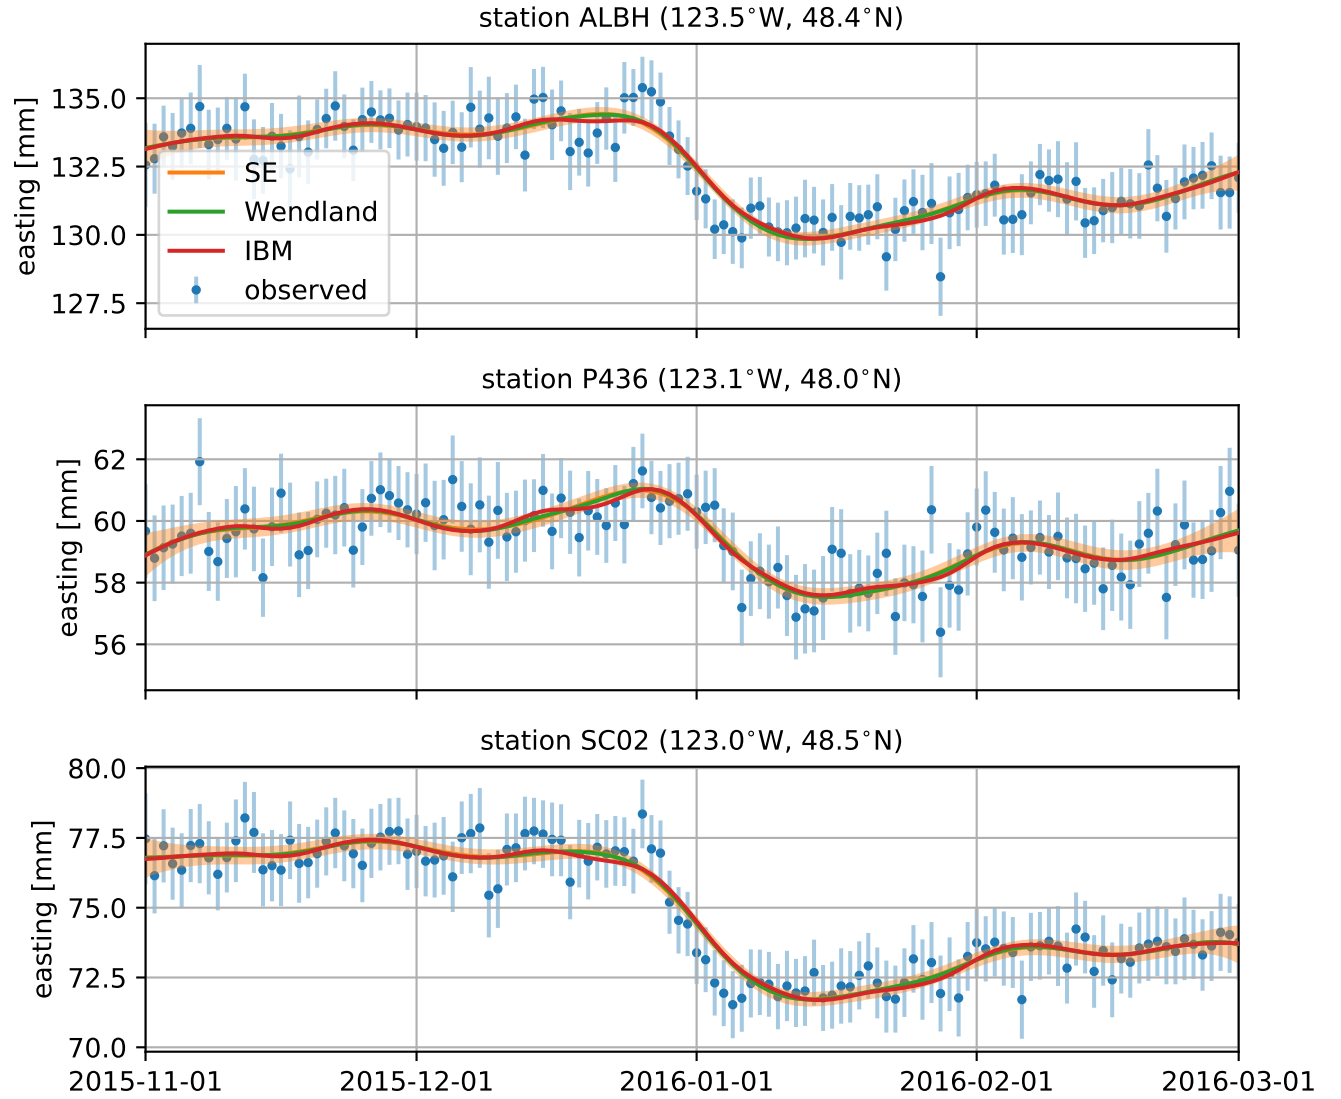 station ALBH (123.5°W, 48.4°N)
easting [mm]
135.0
132.5
130.0
127.5
SE
Wendland
IBM
observed
station P436 (123.1°W, 48.0°N)
easting [mm]
62
60
58
56
station SC02 (123.0°W, 48.5°N)
easting [mm]
80.0
77.5
75.0
72.5
70.0
2015-11-01 2015-12-01 2016-01-01 2016-02-01 2016-03-01